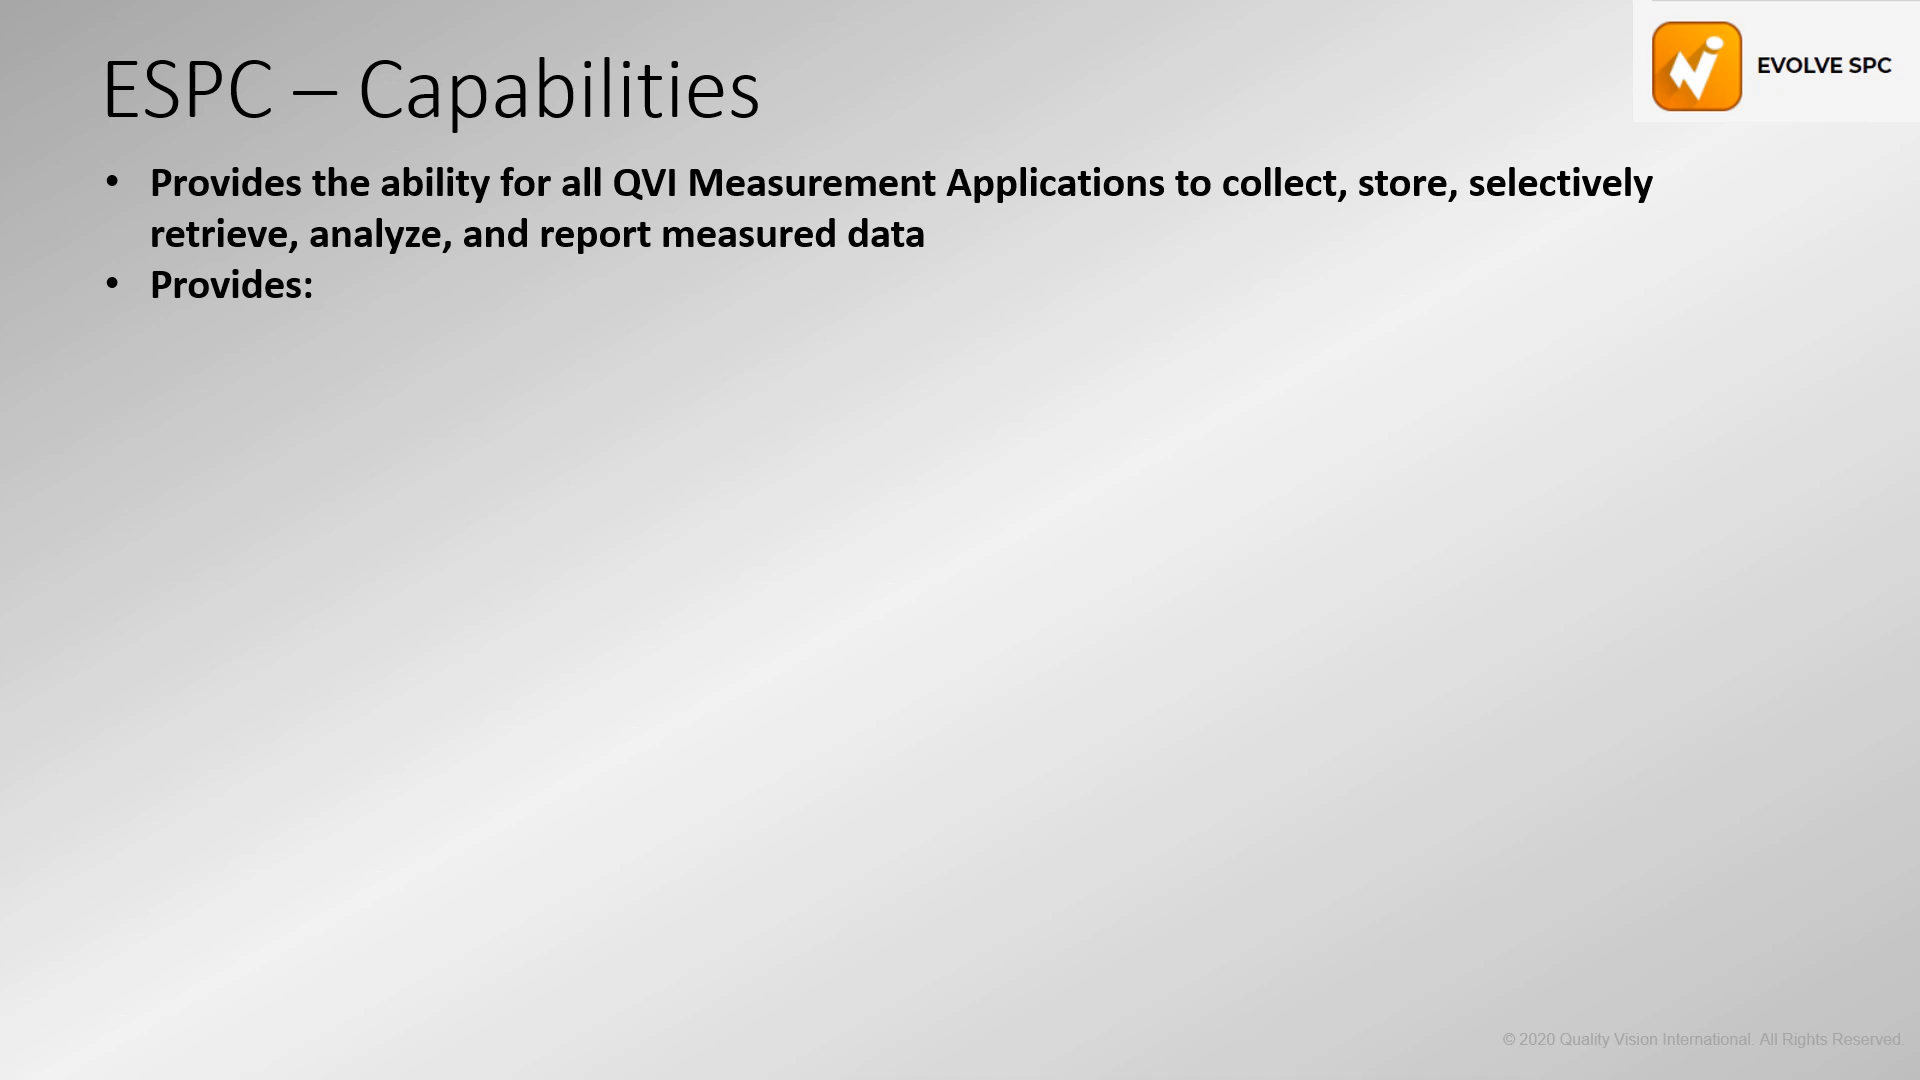 ESPC – Capabilities
EVOLVE SPC
• Provides the ability for all QVI Measurement Applications to collect, store, selectively
retrieve, analyze, and report measured data
• Provides:
© 2020 Quality Vision International. All Rights Reserved.